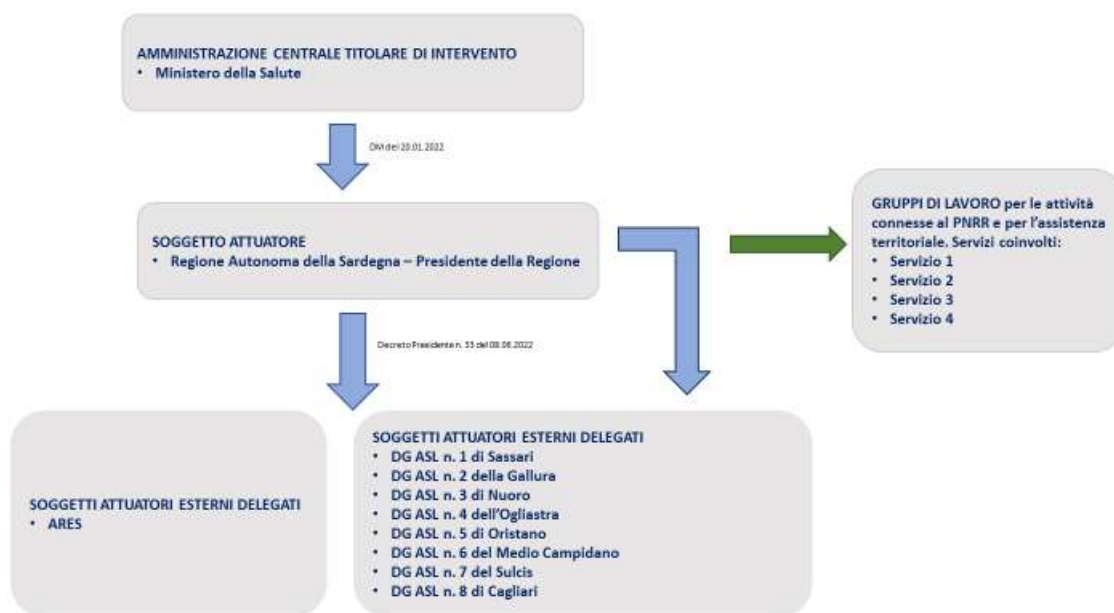 AMMINISTRAZIONE CENTRALE TITOLARE DI INTERVENTO
• Ministero della Salute
DM del 20.01.2022
SOGGETTO ATTUATORE
• Regione Autonoma della Sardegna – Presidente della Regione
GRUPPI DI LAVORO per le attività
connesse al PNRR e per l'assistenza
territoriale. Servizi coinvolti:
• Servizio 1
• Servizio 2
• Servizio 3
• Servizio 4
Decreto Presidente n. 33 del 08.06.2022
SOGGETTI ATTUATORI ESTERNI DELEGATI
• ARES
SOGGETTI ATTUATORI ESTERNI DELEGATI
• DG ASL n. 1 di Sassari
• DG ASL n. 2 della Gallura
• DG ASL n. 3 di Nuoro
• DG ASL n. 4 dell'Ogliastra
• DG ASL n. 5 di Oristano
• DG ASL n. 6 del Medio Campidano
• DG ASL n. 7 del Sulcis
• DG ASL n. 8 di Cagliari